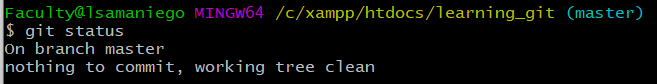 Faculty@lsamaniego MINGW64 /c/xampp/htdocs/learning_git (master)
$ git status
On branch master
nothing to commit, working tree clean